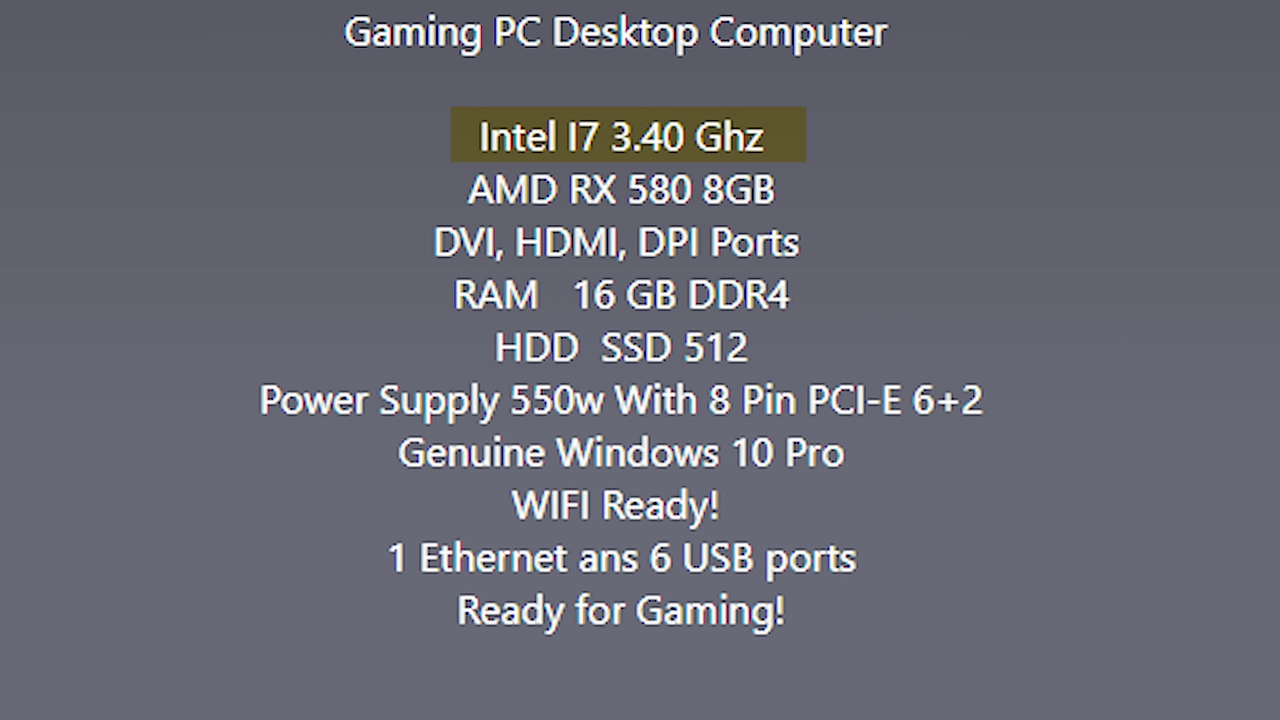 Gaming PC Desktop Computer
Intel I7 3.40 Ghz
AMD RX 580 8GB
DVI, HDMI, DPI Ports
RAM   16 GB DDR4
HDD  SSD 512
Power Supply 550w With 8 Pin PCI-E 6+2
Genuine Windows 10 Pro
WIFI Ready!
1 Ethernet ans 6 USB ports
Ready for Gaming!